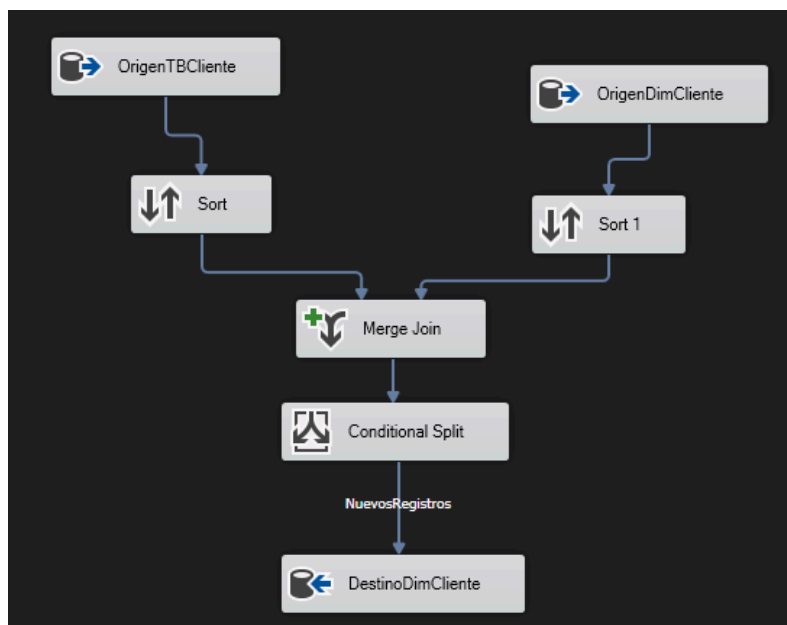 OrigenTBCliente
OrigenDimCliente
Sort
Sort 1
Merge Join
Conditional Split
NuevosRegistros
DestinoDimCliente